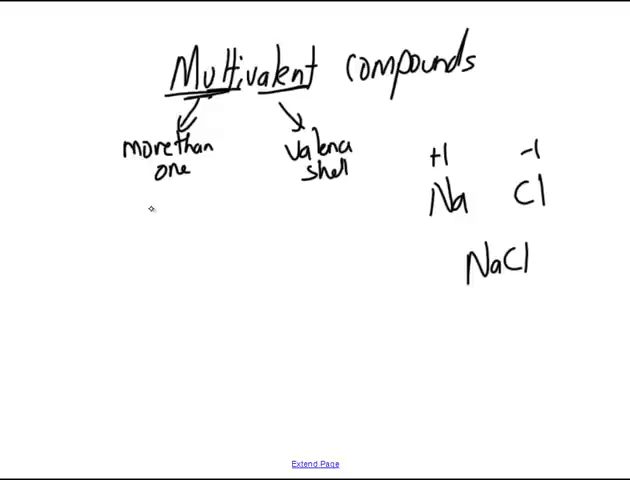 Multivalent compounds
more than
one
valence
shell
+1 -1
Na Cl
NaCl
Extend Page